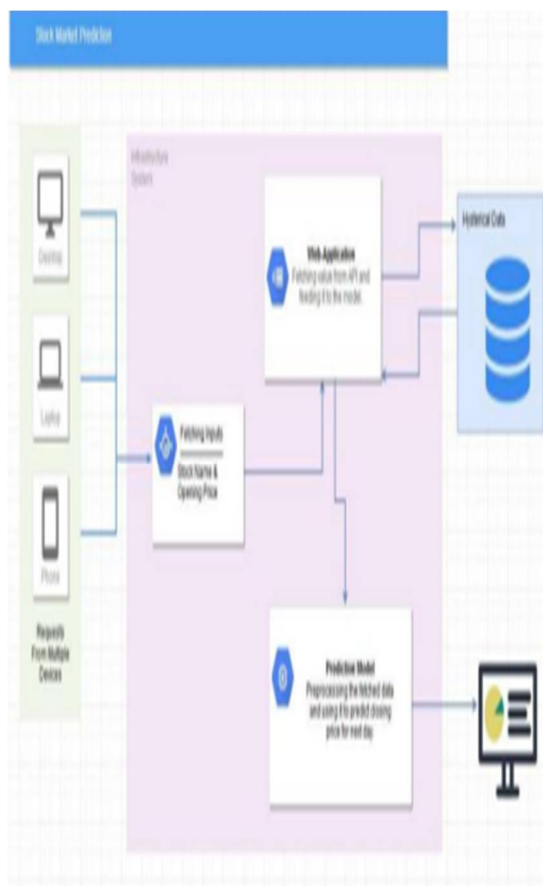 Stock Market Prediction
Infrastructure
System
Desktop
Laptop
Phone
Requests
From Multiple
Devices
Fetching Inputs
Stock Name &
Opening Price
Web Application
Fetching value from API and
feeding it to the model.
Hysterical Data
Prediction Model
Preprocessing the fetched data
and using it to predict closing
price for next day.